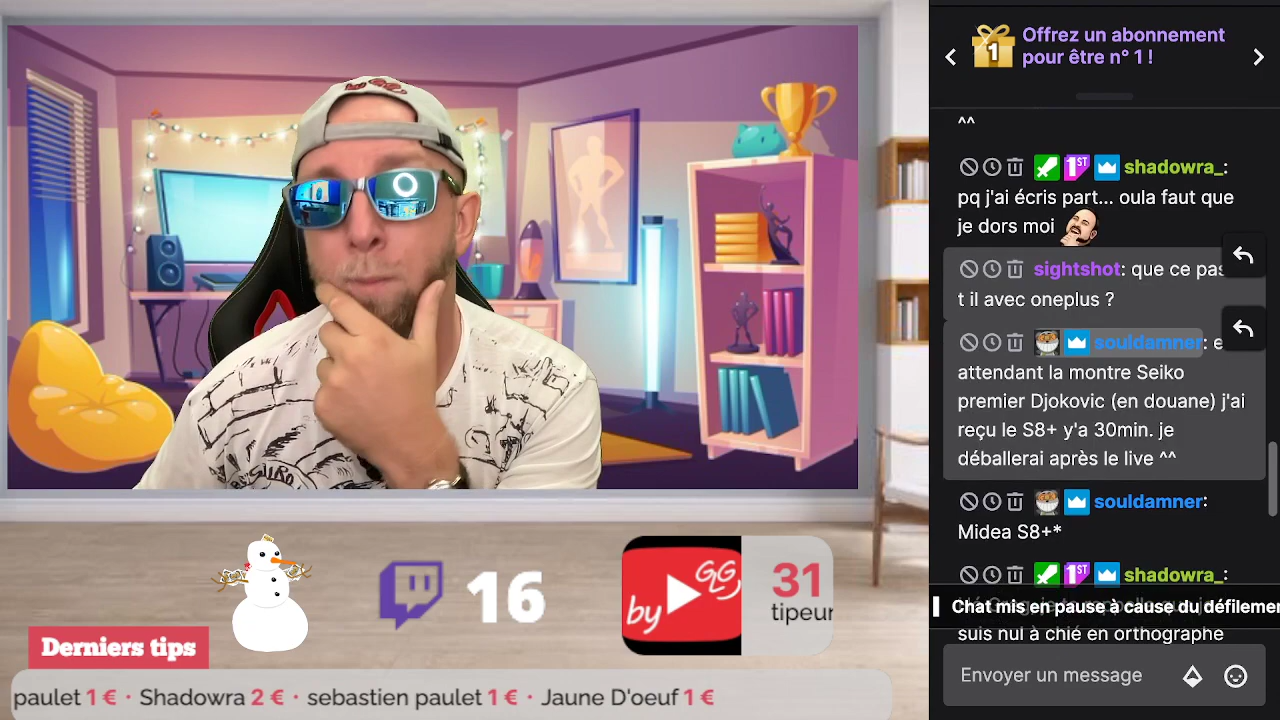 Offrez un abonnement
pour être n° 1 !
1
^^
1ST shadowra_:
pq j'ai écris part... oula faut que
je dors moi
sightshot: que ce pas
t il avec oneplus ?
souldamner: e
attendant la montre Seiko
premier Djokovic (en douane) j'ai
reçu le S8+ y'a 30min. je
déballerai après le live ^^
souldamner:
Midea S8+*
1ST shadowra_:
Chat mis en pause à cause du défilemen
suis nul à chié en orthographe
Envoyer un message
16
by GG
31
tipeur
Derniers tips
paulet 1 € • Shadowra 2 € • sebastien paulet 1 € • Jaune D'oeuf 1 €